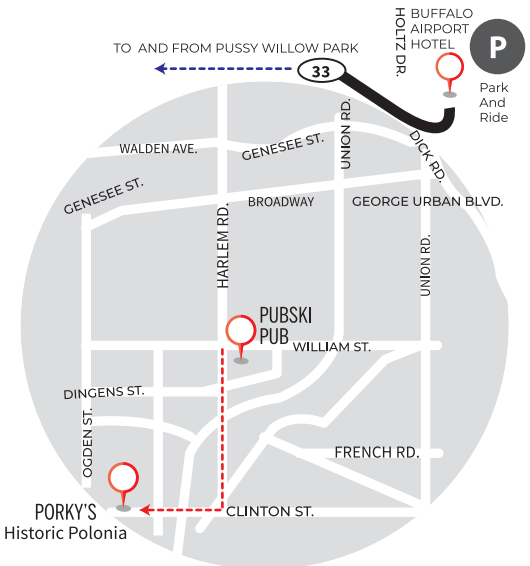 BUFFALO
AIRPORT
HOTEL
HOLTZ DR.
P
Park
And
Ride
TO AND FROM PUSSY WILLOW PARK
33
UNION RD.
GENESEE ST.
WALDEN AVE.
DICK RD.
GENESEE ST.
BROADWAY
GEORGE URBAN BLVD.
HARLEM RD.
UNION RD.
PUBSKI
PUB
WILLIAM ST.
DINGENS ST.
OGDEN ST.
FRENCH RD.
PORKY'S
Historic Polonia
CLINTON ST.